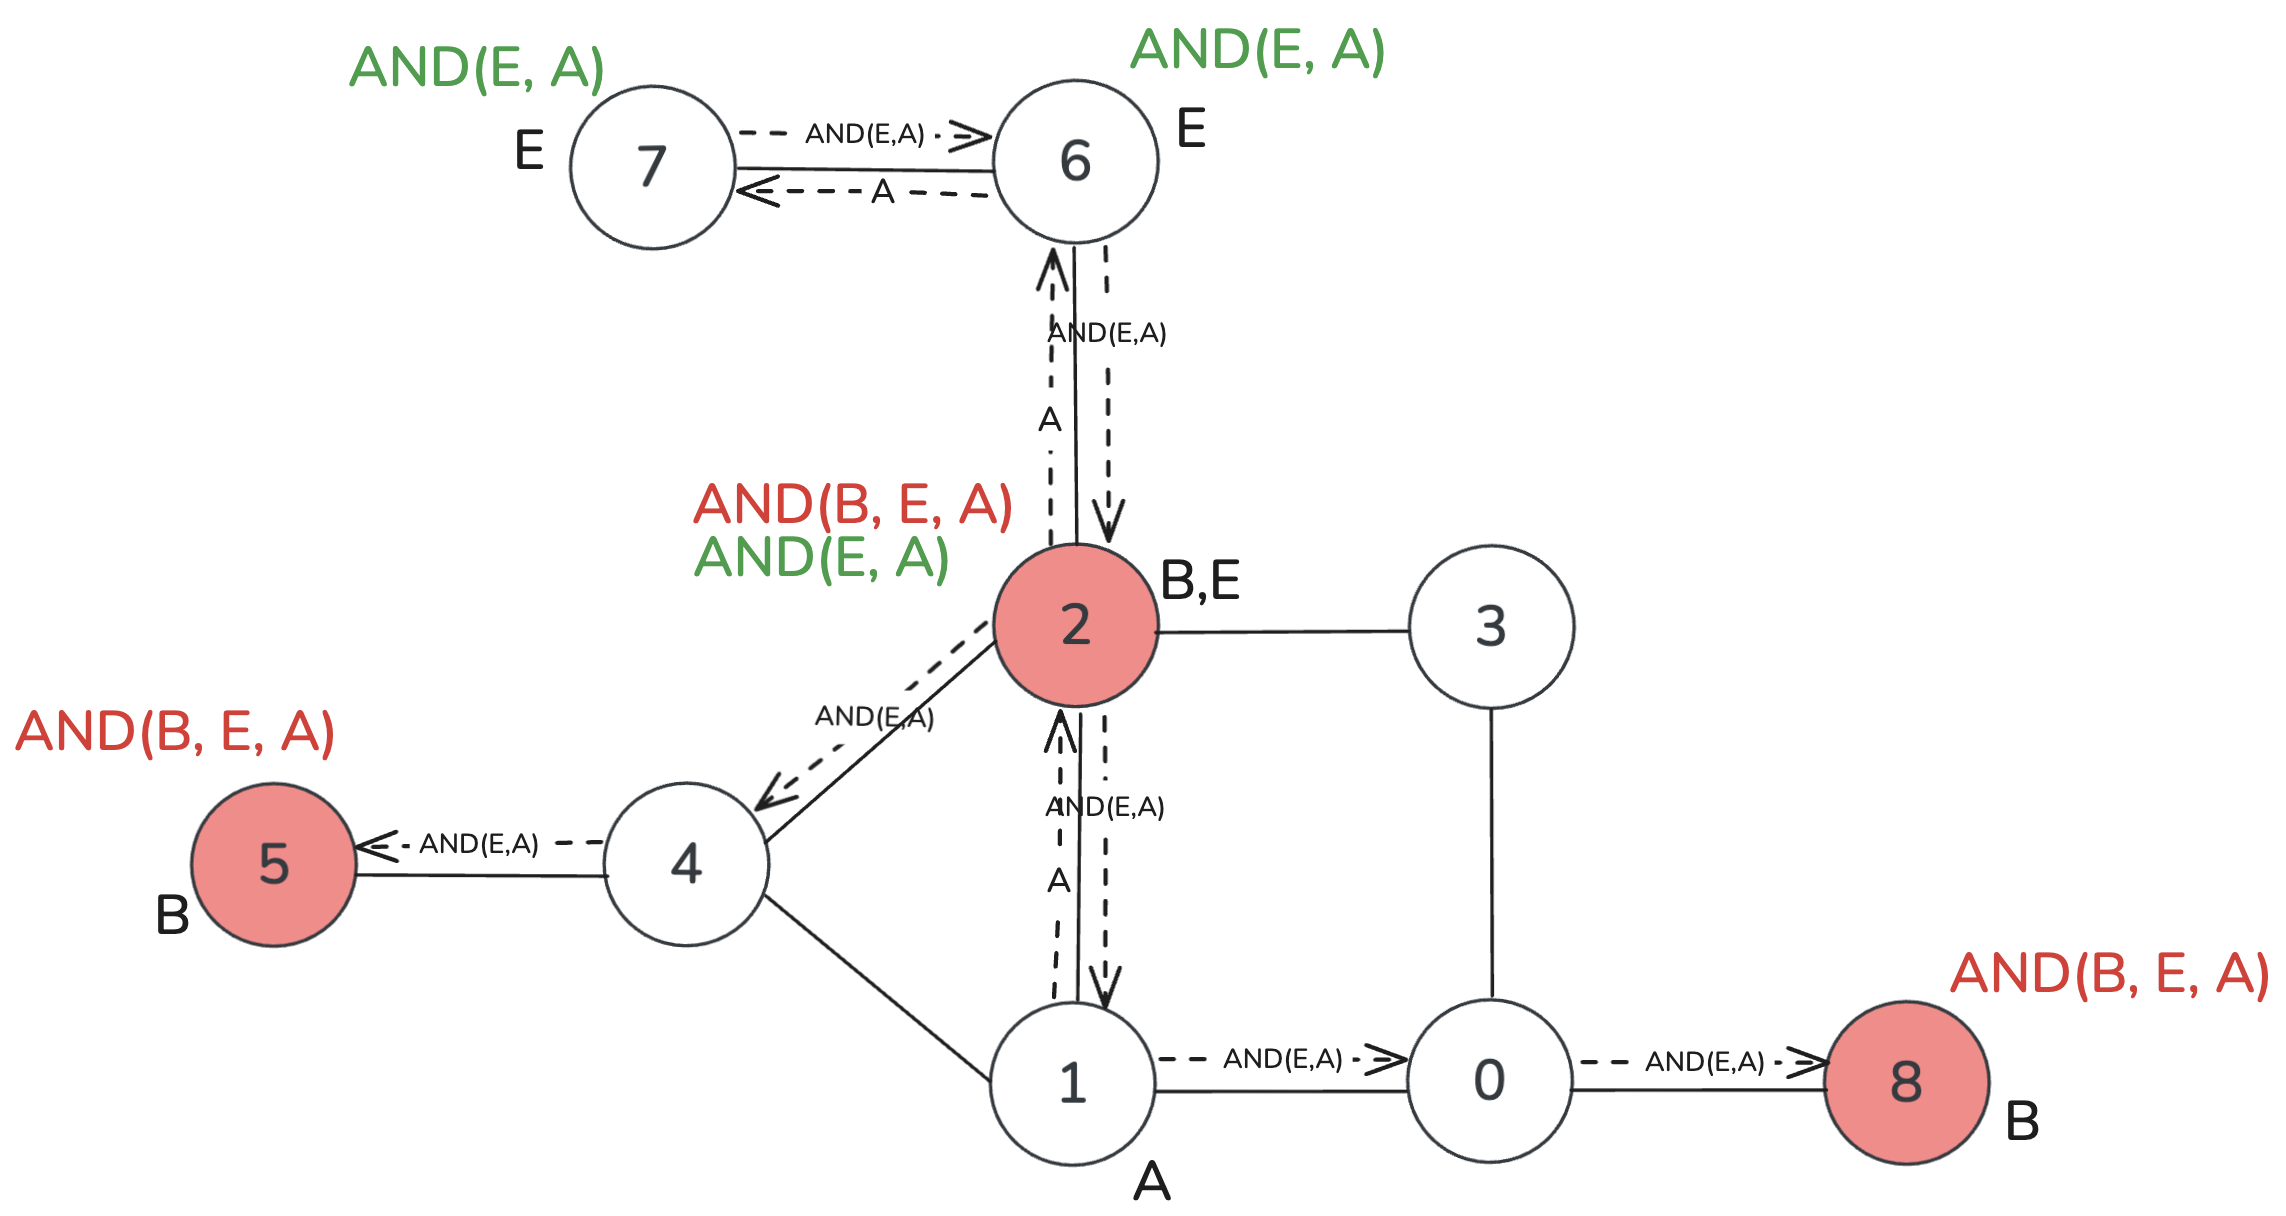 AND(E, A)
AND(E, A)
E
7
AND(E,A)
6
E
A
AND(E,A)
A
AND(B, E, A)
AND(E, A)
B,E
2
3
AND(E,A)
AND(B, E, A)
AND(E,A)
5
AND(E,A)
4
A
B
AND(B, E, A)
1
AND(E,A)
0
AND(E,A)
8
B
A